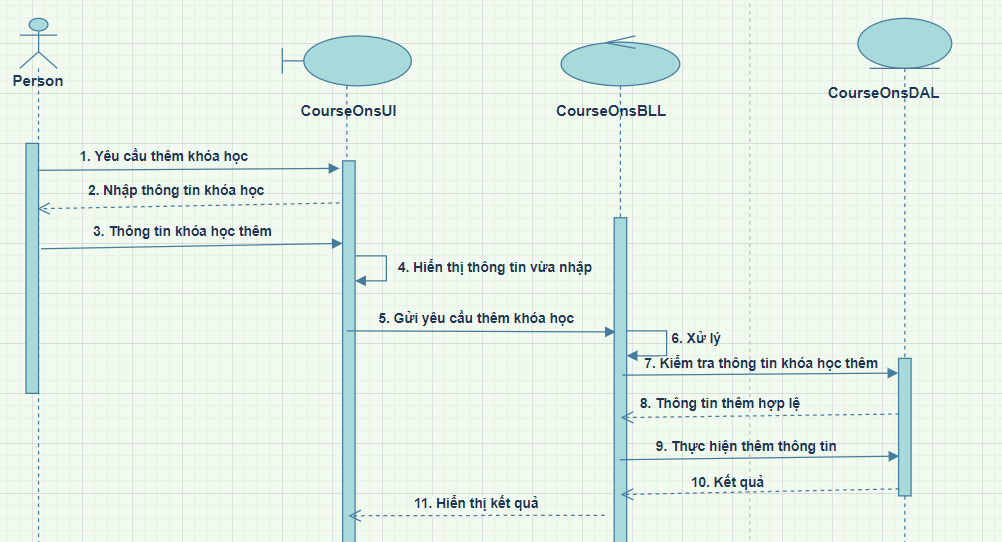 Person
CourseOnsUI
CourseOnsBLL
CourseOnsDAL
1. Yêu cầu thêm khóa học
2. Nhập thông tin khóa học
3. Thông tin khóa học thêm
4. Hiển thị thông tin vừa nhập
5. Gửi yêu cầu thêm khóa học
6. Xử lý
7. Kiểm tra thông tin khóa học thêm
8. Thông tin thêm hợp lệ
9. Thực hiện thêm thông tin
10. Kết quả
11. Hiển thị kết quả